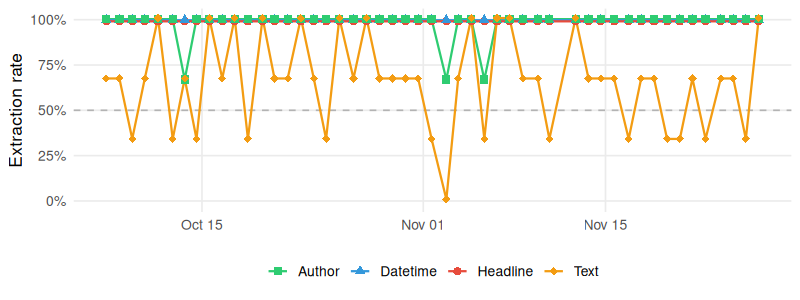 100%
75%
50%
25%
0%
Extraction rate
Oct 15 Nov 01 Nov 15
Author Datetime Headline Text